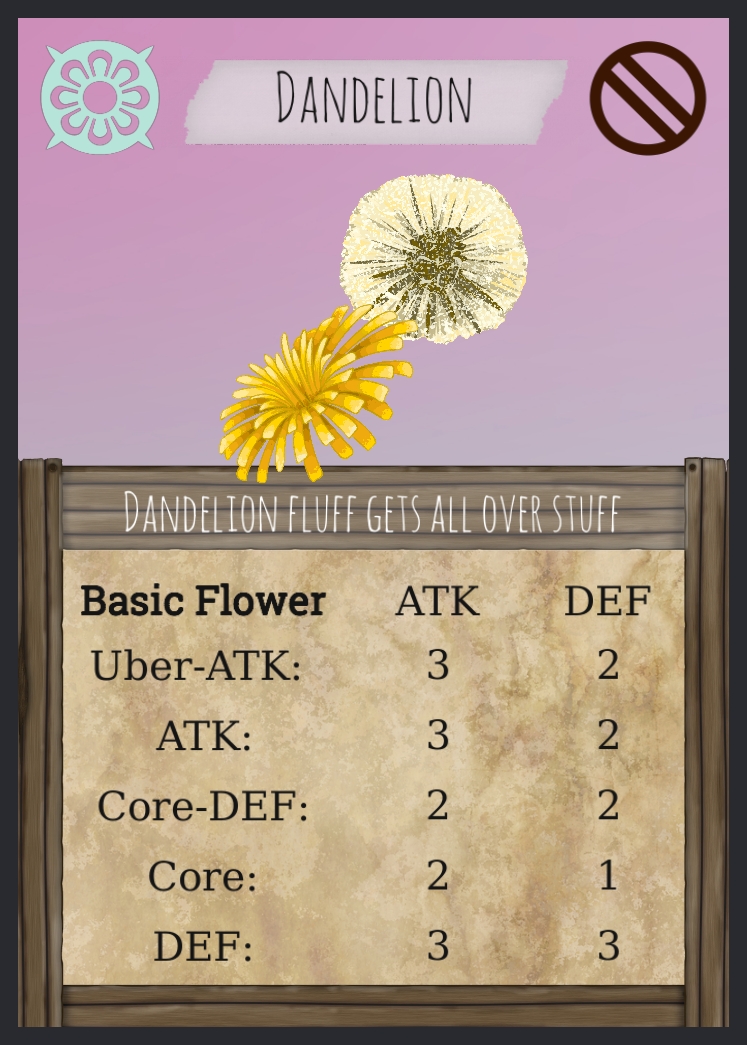 Dandelion
Dandelion fluff gets all over stuff
Basic Flower ATK DEF
Uber-ATK: 3 2
ATK: 3 2
Core-DEF: 2 2
Core: 2 1
DEF: 3 3